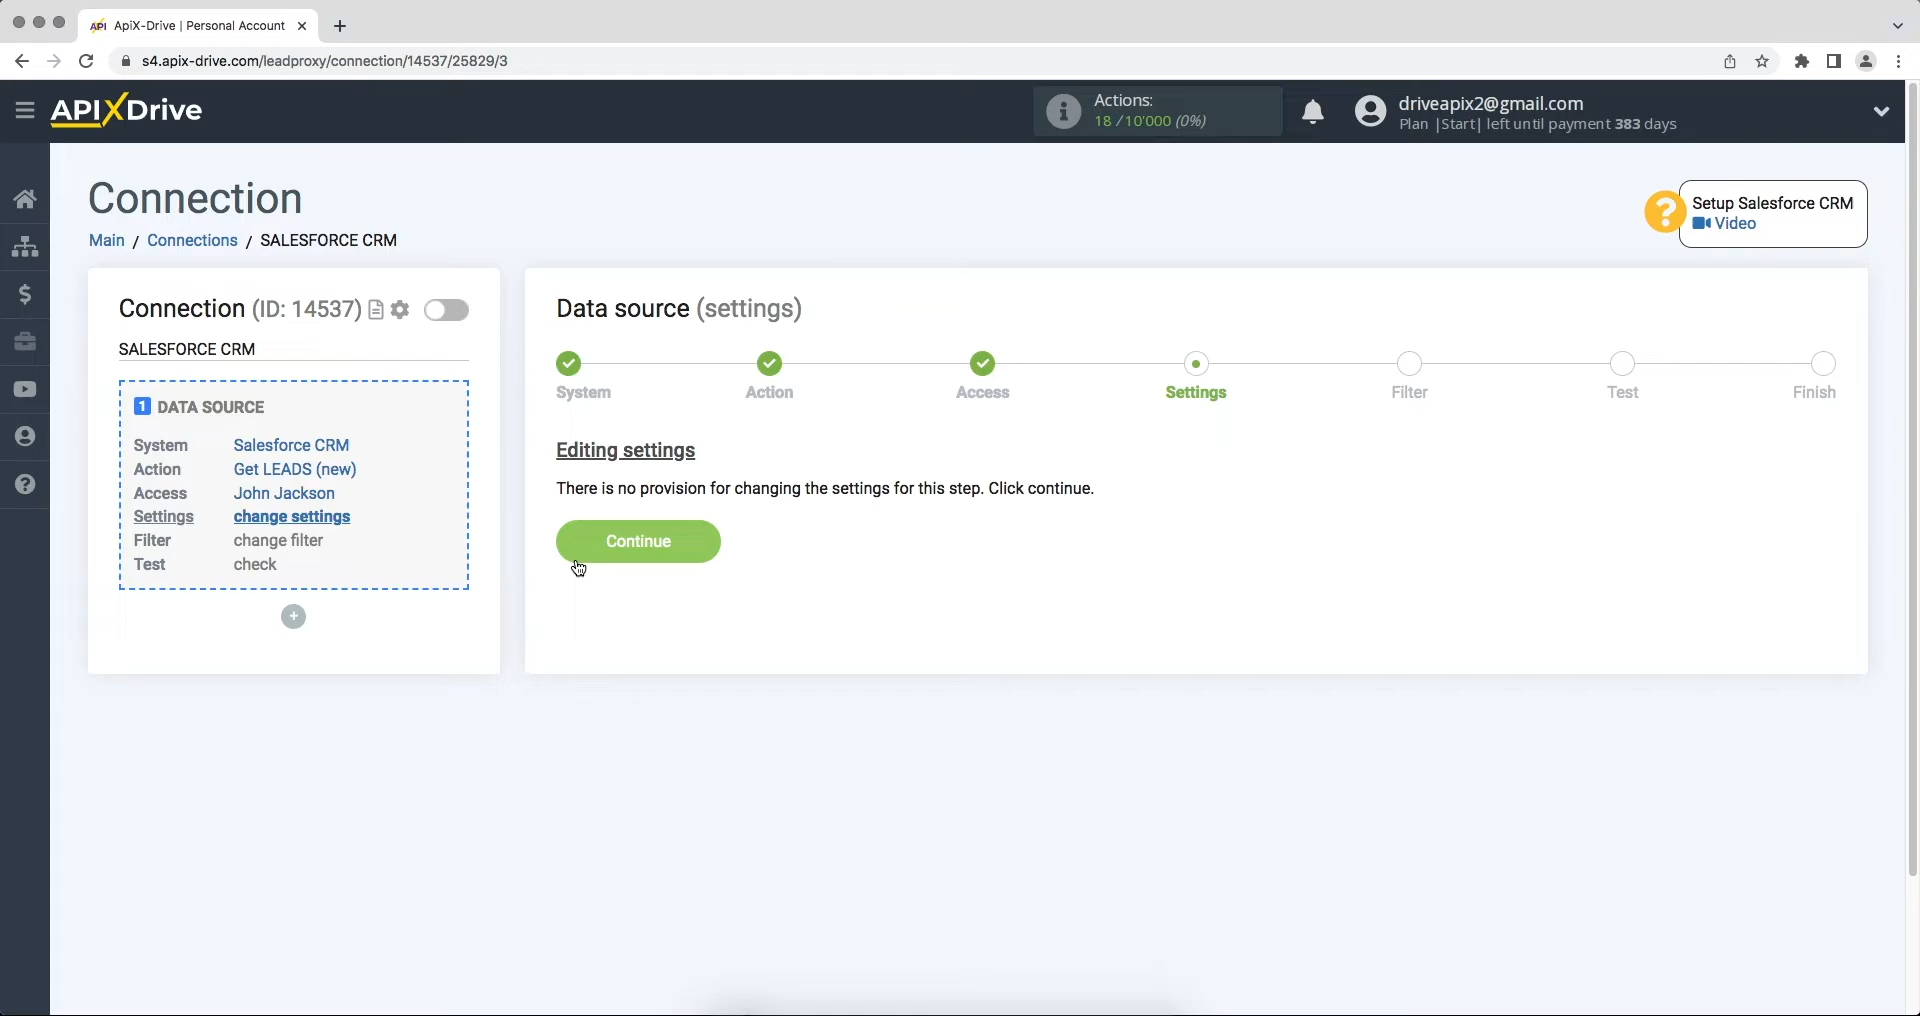 API ApiX-Drive | Personal Account
s4.apix-drive.com/leadproxy/connection/14537/25829/3
APIXDrive
Actions:
18 / 10'000 (0%)
driveapix2@gmail.com
Plan |Start| left until payment 383 days
Connection
Main / Connections / SALESFORCE CRM
? Setup Salesforce CRM
Video
Connection (ID: 14537)
SALESFORCE CRM
1 DATA SOURCE
System Salesforce CRM
Action Get LEADS (new)
Access John Jackson
Settings change settings
Filter change filter
Test check
Data source (settings)
System Action Access Settings Filter Test Finish
Editing settings
There is no provision for changing the settings for this step. Click continue.
Continue